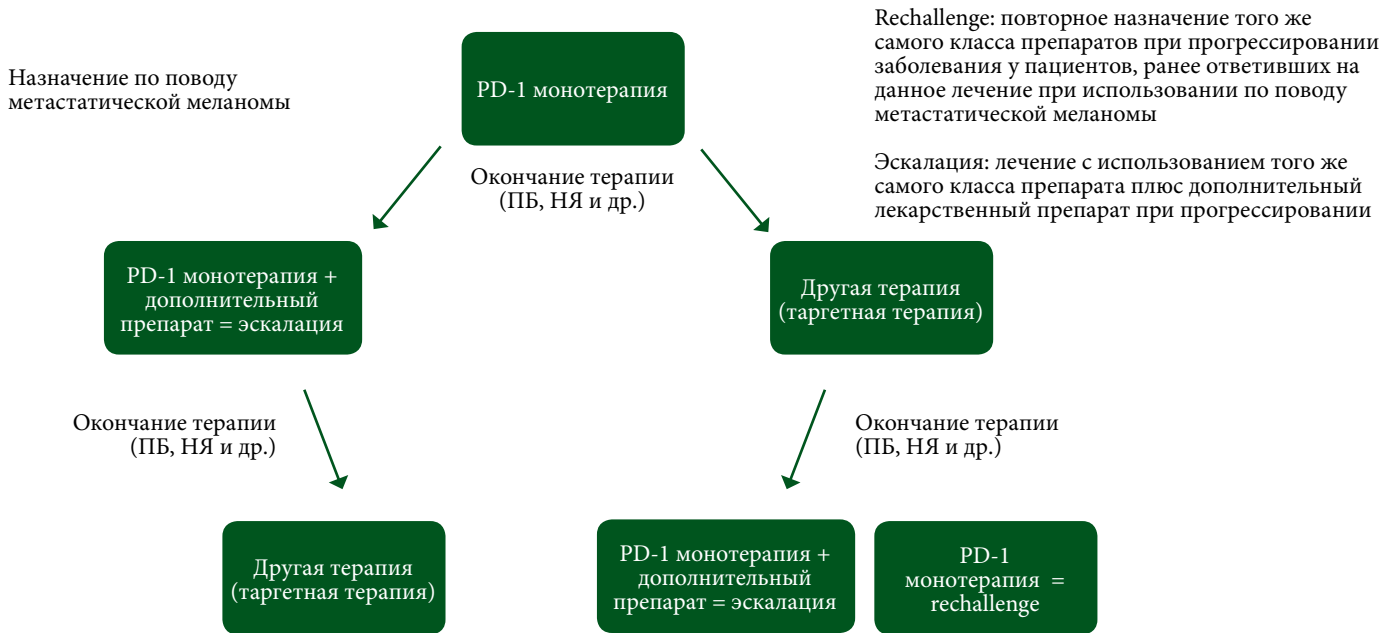 Назначение по поводу
метастатической меланомы
PD-1 монотерапия
Rechallenge: повторное назначение того же
самого класса препаратов при прогрессировании
заболевания у пациентов, ранее ответивших на
данное лечение при использовании по поводу
метастатической меланомы
Эскалация: лечение с использованием того же
самого класса препарата плюс дополнительный
лекарственный препарат при прогрессировании
Окончание терапии
(ПБ, НЯ и др.)
PD-1 монотерапия +
дополнительный
препарат = эскалация
Другая терапия
(таргетная терапия)
Окончание терапии
(ПБ, НЯ и др.)
Окончание терапии
(ПБ, НЯ и др.)
Другая терапия
(таргетная терапия)
PD-1 монотерапия +
дополнительный
препарат = эскалация
PD-1
монотерапия =
rechallenge